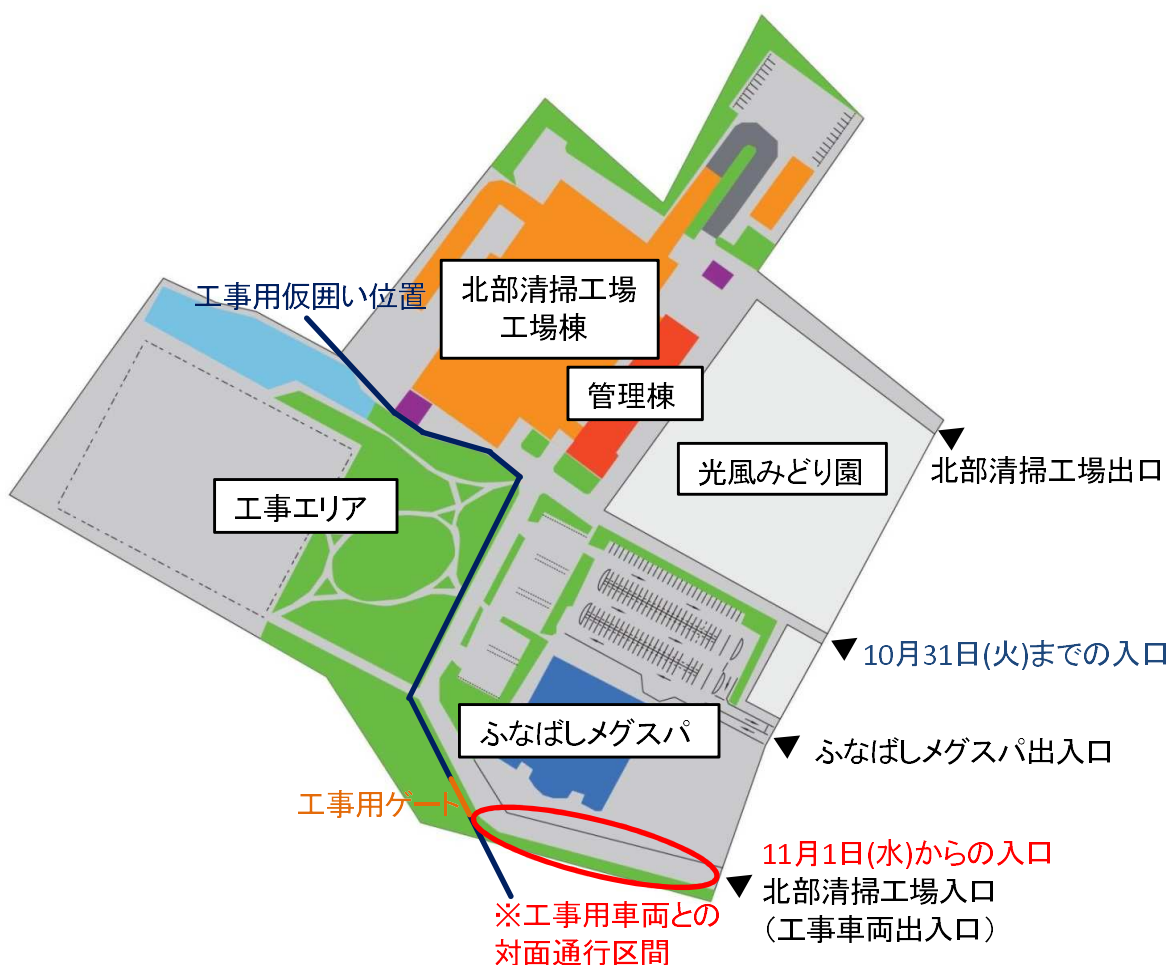 工事用仮囲い位置
北部清掃工場
工場棟
管理棟
光風みどり園
北部清掃工場出口
工事エリア
10月31日(火)までの入口
ふなばしメグスパ
ふなばしメグスパ出入口
工事用ゲート
11月1日(水)からの入口
北部清掃工場入口
(工事車両出入口)
※工事用車両との
対面通行区間